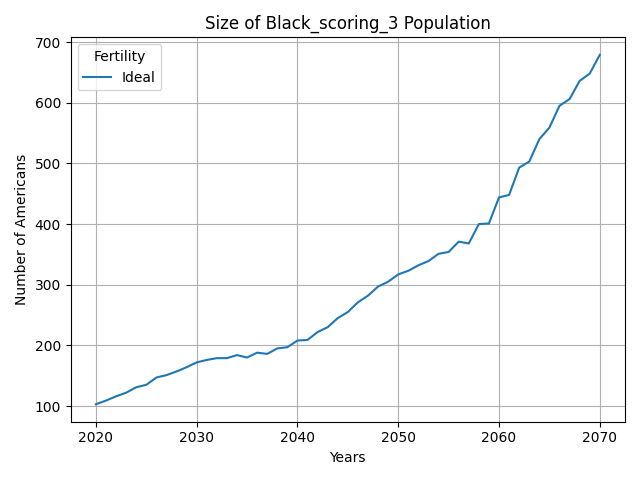 Size of Black_scoring_3 Population
Fertility
Ideal
Number of Americans
700
600
500
400
300
200
100
2020 2030 2040 2050 2060 2070
Years